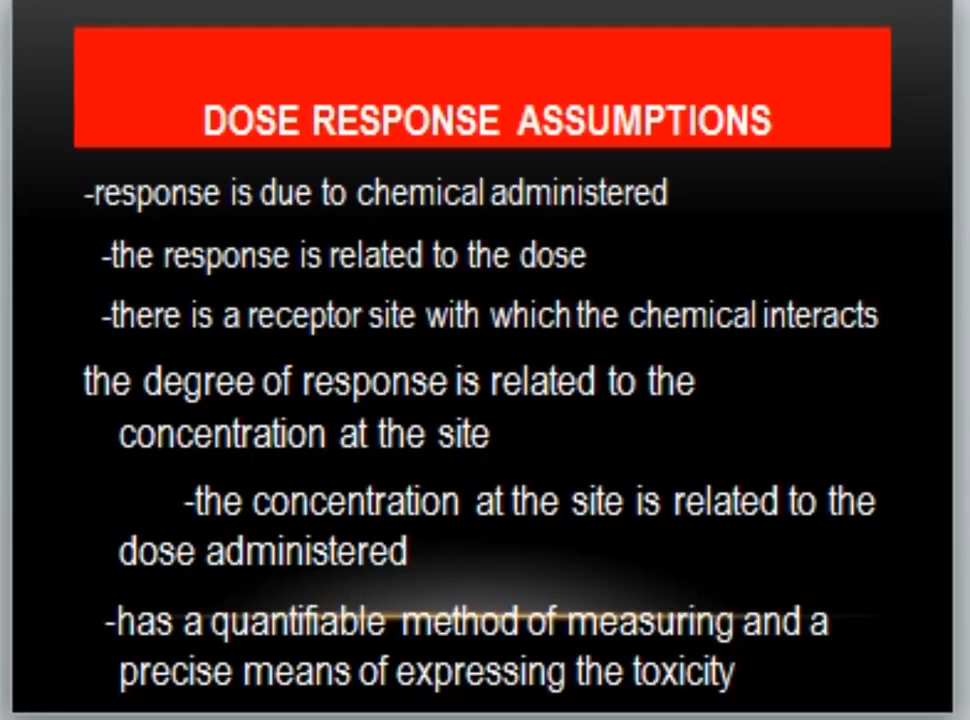 DOSE RESPONSE ASSUMPTIONS
-response is due to chemical administered
-the response is related to the dose
-there is a receptor site with which the chemical interacts
the degree of response is related to the
concentration at the site
-the concentration at the site is related to the
dose administered
-has a quantifiable method of measuring and a
precise means of expressing the toxicity